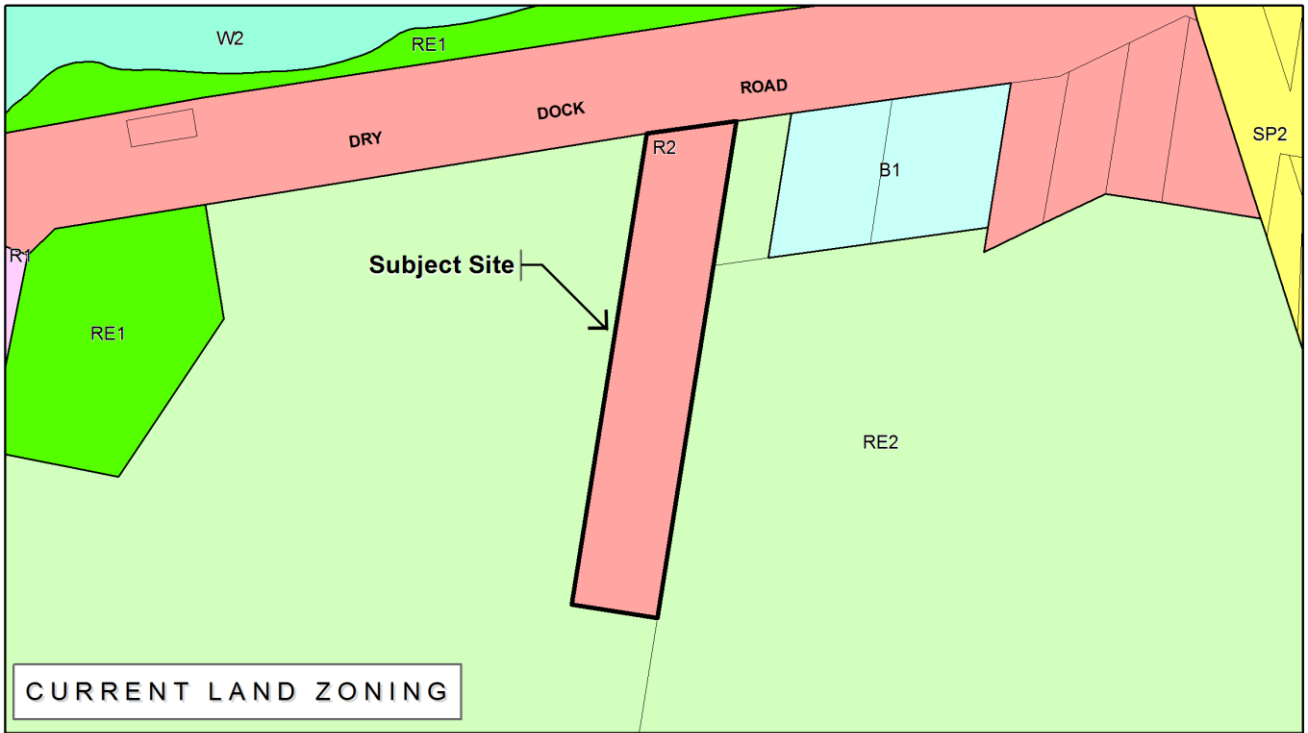 W2
RE1
DRY DOCK ROAD
SP2
R2
B1
R1
Subject Site
RE1
RE2
CURRENT LAND ZONING